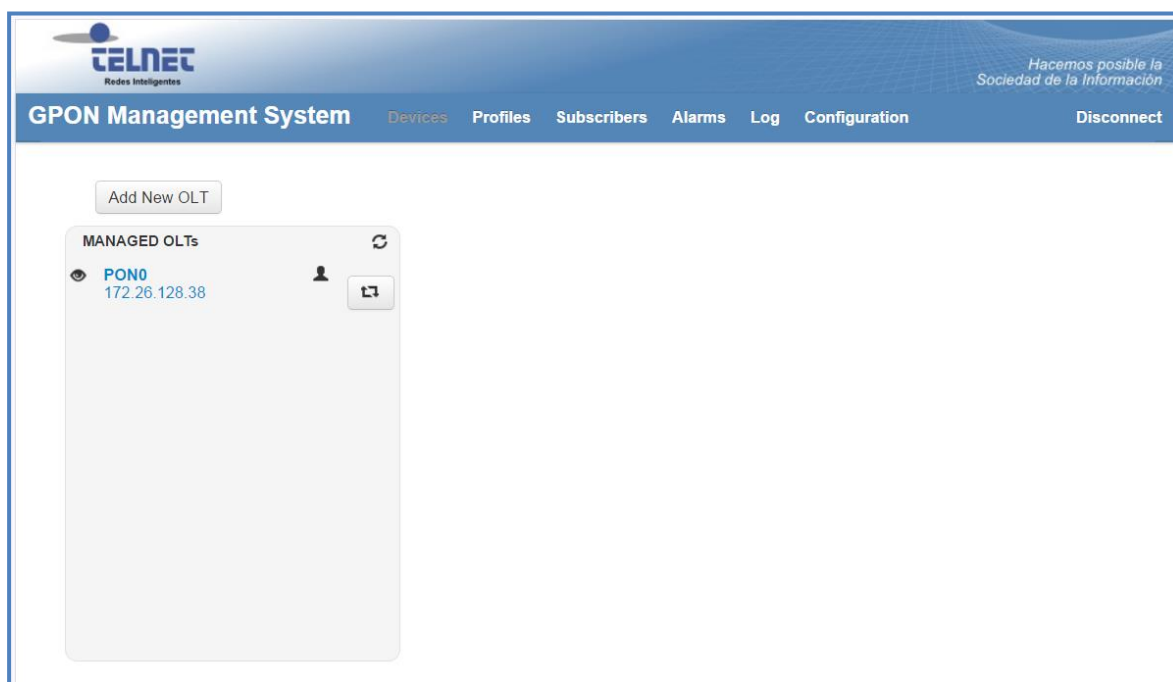 TELNET
Redes Inteligentes
Hacemos posible la
Sociedad de la Información
GPON Management System Devices Profiles Subscribers Alarms Log Configuration Disconnect
Add New OLT
MANAGED OLTs
PON0
172.26.128.38